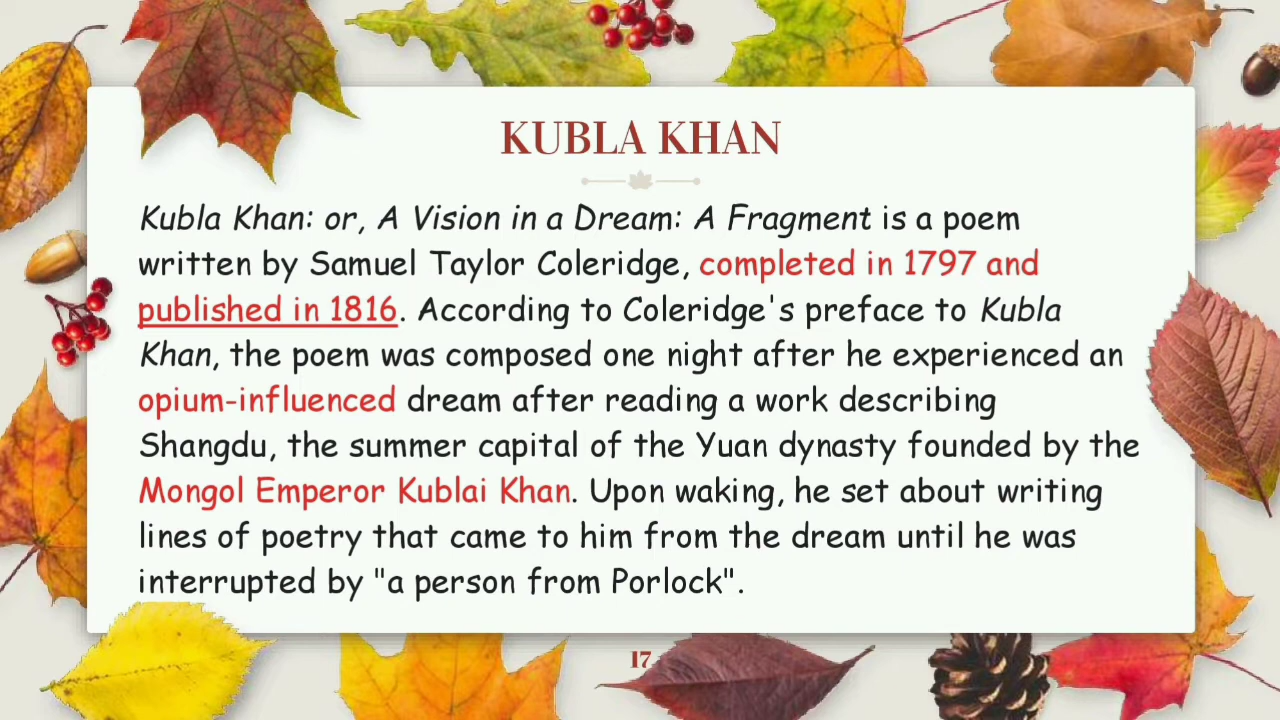 KUBLA KHAN
Kubla Khan: or, A Vision in a Dream: A Fragment is a poem
written by Samuel Taylor Coleridge, completed in 1797 and
published in 1816. According to Coleridge's preface to Kubla
Khan, the poem was composed one night after he experienced an
opium-influenced dream after reading a work describing
Shangdu, the summer capital of the Yuan dynasty founded by the
Mongol Emperor Kublai Khan. Upon waking, he set about writing
lines of poetry that came to him from the dream until he was
interrupted by "a person from Porlock".
17